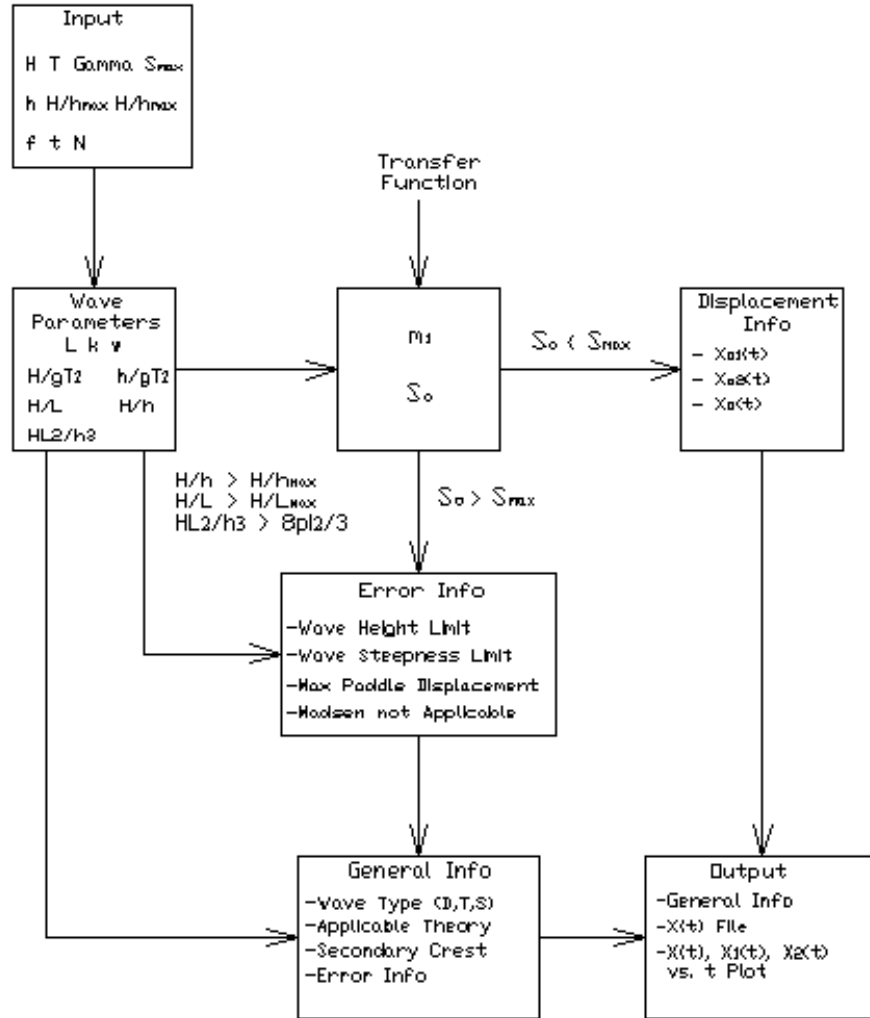 Input
H T Gamma Smax
h H/hmax H/hmax
f t N
Transfer
Function
Wave
Parameters
L k w
H/gT2 h/gT2
H/L H/h
HL2/h3
m1
So
So < SMax
Displacement
Info
- Xo1(t)
- Xo2(t)
- Xo(t)
H/h > H/hMax
H/L > H/LMax
HL2/h3 > 8pi2/3
So > Smax
Error Info
-Wave Height Limit
-Wave Steepness Limit
-Max Paddle Displacement
-Madsen not Applicable
General Info
-Wave Type (D,T,S)
-Applicable Theory
-Secondary Crest
-Error Info
Output
-General Info
-X(t) File
-X(t), X1(t), X2(t)
vs. t Plot